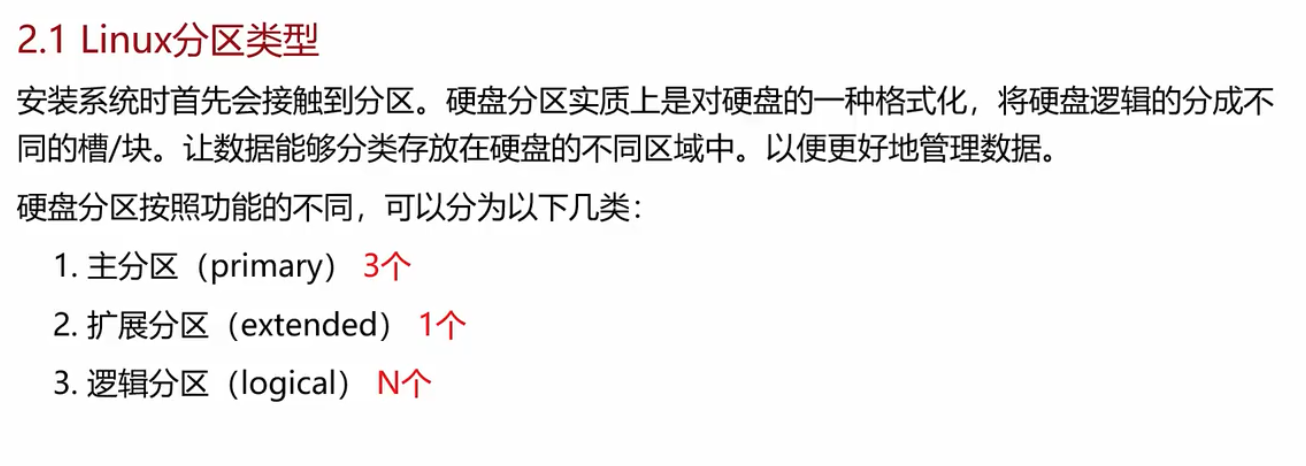 2.1 Linux分区类型
安装系统时首先会接触到分区。硬盘分区实质上是对硬盘的一种格式化，将硬盘逻辑的分成不
同的槽/块。让数据能够分类存放在硬盘的不同区域中。以便更好地管理数据。
硬盘分区按照功能的不同，可以分为以下几类：
1. 主分区（primary） 3个
2. 扩展分区（extended） 1个
3. 逻辑分区（logical） N个